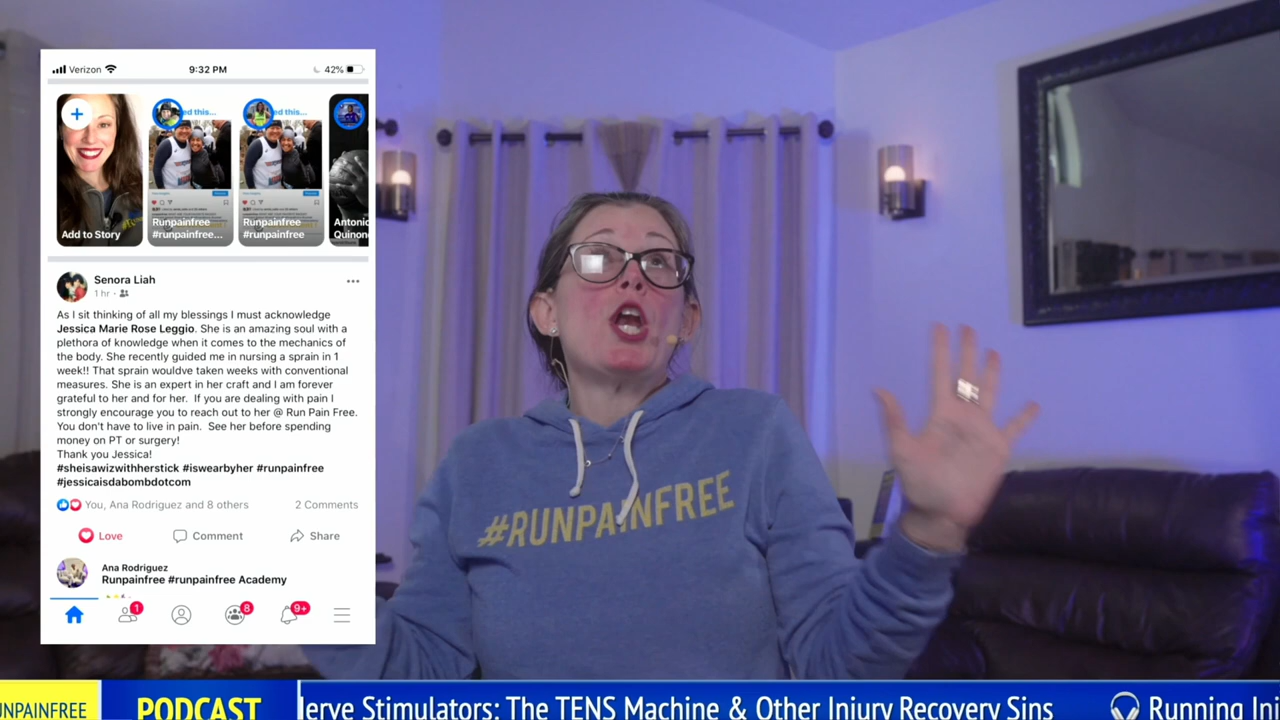 Verizon
9:32 PM
42%
ed this...
ed this...
Add to Story
Runpainfree
#runpainfree...
Runpainfree
#runpainfree
Antonio
Quinon
Senora Liah
1 hr ·
As I sit thinking of all my blessings I must acknowledge
Jessica Marie Rose Leggio. She is an amazing soul with a
plethora of knowledge when it comes to the mechanics of
the body. She recently guided me in nursing a sprain in 1
week!! That sprain wouldve taken weeks with conventional
measures. She is an expert in her craft and I am forever
grateful to her and for her. If you are dealing with pain I
strongly encourage you to reach out to her @ Run Pain Free.
You don't have to live in pain. See her before spending
money on PT or surgery!
Thank you Jessica!
#sheisawizwithherstick #iswearbyher #runpainfree
#jessicaisdabombdotcom
You, Ana Rodriguez and 8 others 2 Comments
Love Comment Share
Ana Rodriguez
Runpainfree #runpainfree Academy
1
8
9+
#RUNPAINFREE
UNPAINFREE
PODCAST
erve Stimulators: The TENS Machine & Other Injury Recovery Sins
Running Inj